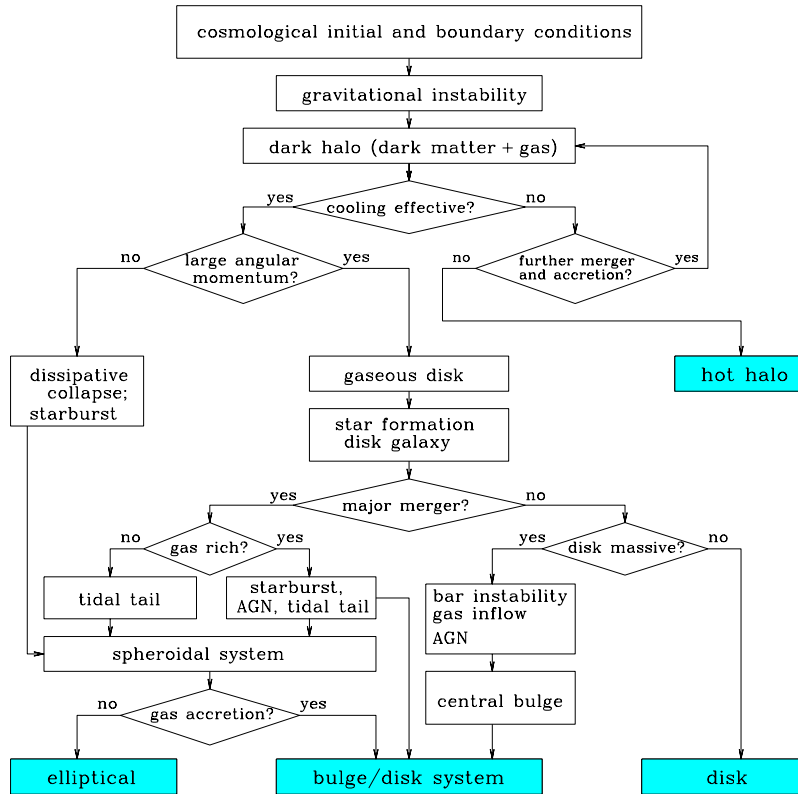 cosmological initial and boundary conditions
gravitational instability
dark halo (dark matter + gas)
yes
no
cooling effective?
no
large angular
momentum?
yes
no
further merger
and accretion?
yes
dissipative
collapse;
starburst
gaseous disk
hot halo
star formation
disk galaxy
yes
major merger?
no
no
gas rich?
yes
yes
disk massive?
no
tidal tail
starburst,
AGN, tidal tail
bar instability
gas inflow
AGN
spheroidal system
central bulge
no
gas accretion?
yes
elliptical
bulge/disk system
disk